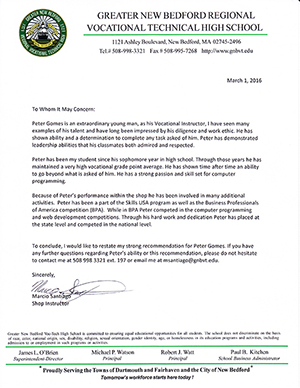 GREATER NEW BEDFORD REGIONAL
VOCATIONAL TECHNICAL HIGH SCHOOL
1121 Ashley Boulevard, New Bedford, MA 02745-2496
Tel.# 508-998-3321 Fax # 508-995-7268 http://www.gnbvt.edu
March 1, 2016
To Whom It May Concern:
Peter Gomes is an extraordinary young man, as his Vocational Instructor, I have seen many
examples of his talent and have long been impressed by his diligence and work ethic. He has
shown ability and a determination to complete any task asked of him. Peter has demonstrated
leadership abilities that his classmates both admired and respected.
Peter has been my student since his sophomore year in high school. Through those years he has
maintained a very high vocational grade point average. He has shown time after time an ability
to go beyond what is asked of him. He has a strong passion and skill set for computer
programming.
Because of Peter's performance within the shop he has been involved in many additional
activities. Peter has been a part of the Skills USA program as well as the Business Professionals
of America competition (BPA). While in BPA Peter competed in the computer programming
and web development competitions. Through his hard work and dedication Peter has placed at
the state level and competed in the national level.
To conclude, I would like to restate my strong recommendation for Peter Gomes. If you have
any further questions regarding Peter's ability or this recommendation, please do not hesitate
to contact me at 508 998 3321 ext. 197 or email me at msantiago@gnbvt.edu.
Sincerely,
Marcio Santiago
Shop Instructor
Greater New Bedford Voc-Tech High School is committed to ensuring equal educational opportunities for all students. The school does not discriminate on the basis
of race, color, national origin, sex, disability, religion, sexual orientation, gender identity, age, or homelessness in its education programs and activities, including
admission to or employment in such programs or activities.
James L. O'Brien Michael P. Watson Robert J. Watt Paul B. Kitchen
Superintendent-Director Principal Principal School Business Administrator
Proudly Serving the Towns of Dartmouth and Fairhaven and the City of New Bedford
Tomorrow's workforce starts here today!